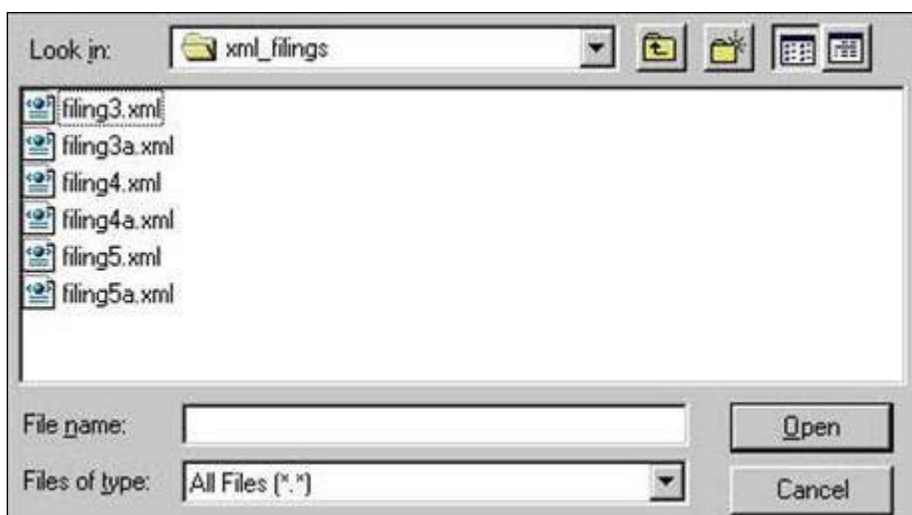 Look in: xml_filings
filing3.xml
filing3a.xml
filing4.xml
filing4a.xml
filing5.xml
filing5a.xml
File name: Open
Files of type: All Files (*.*) Cancel